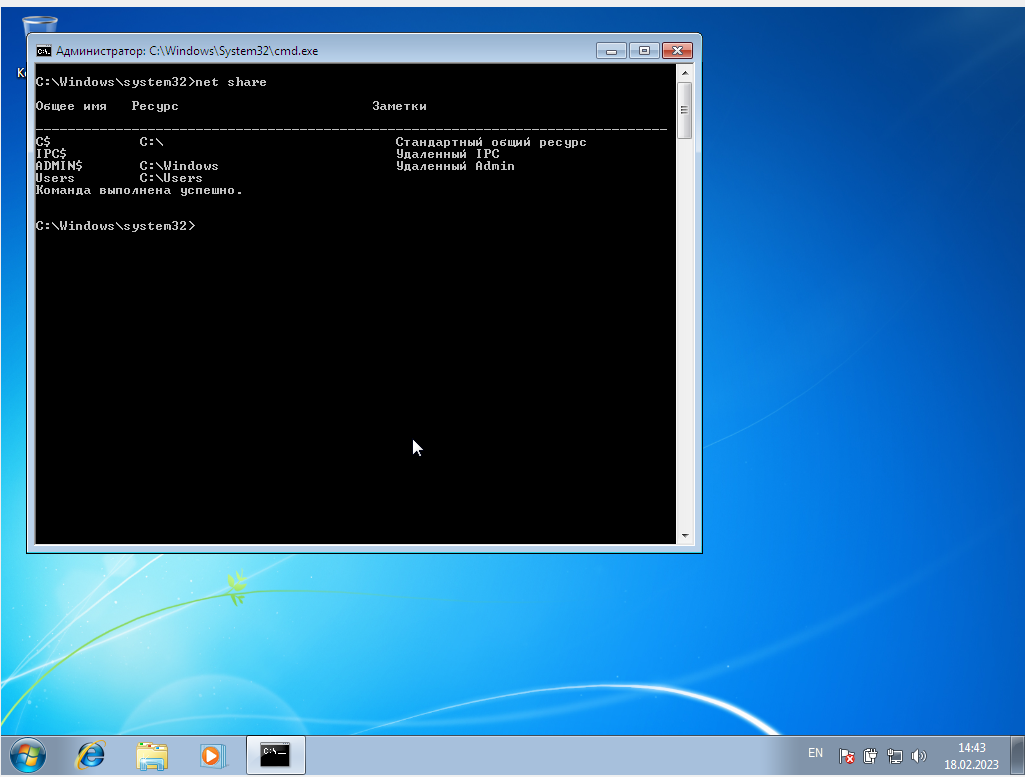 Администратор: C:\Windows\System32\cmd.exe
C:\Windows\system32>net share
Общее имя Ресурс Заметки
-------------------------------------------------------------------------------
C$ C:\ Стандартный общий ресурс
IPC$ Удаленный IPC
ADMIN$ C:\Windows Удаленный Admin
Users C:\Users
Команда выполнена успешно.
C:\Windows\system32>
EN
14:43
18.02.2023